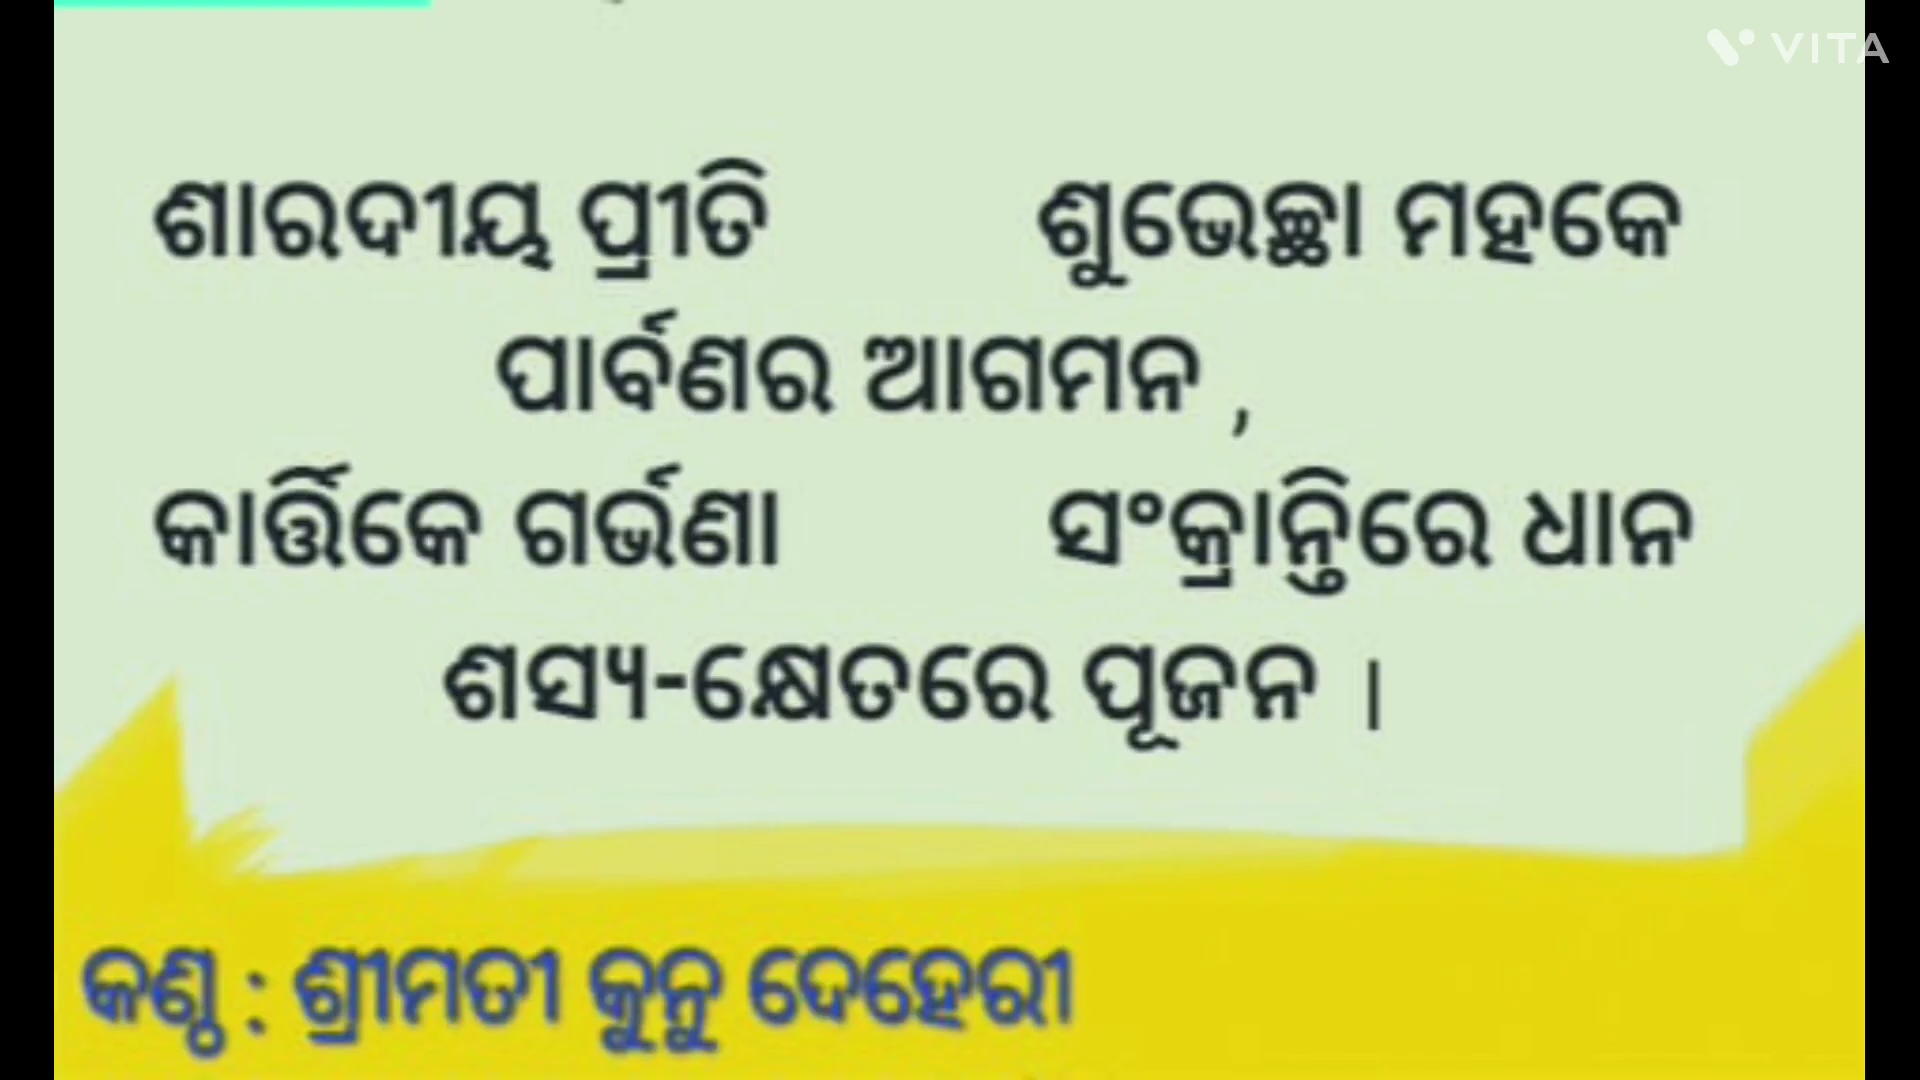 VITA
ଶାରଦୀୟ ପ୍ରୀତି ଶୁଭେଚ୍ଛା ମହକେ
ପାର୍ବଣର ଆଗମନ ,
କାର୍ତ୍ତିକେ ଗର୍ଭଣା ସଂକ୍ରାନ୍ତିରେ ଧାନ
ଶସ୍ୟ-କ୍ଷେତରେ ପୂଜନ ।
କଣ୍ଠ : ଶ୍ରୀମତୀ କୁନୁ ଦେହେରୀ